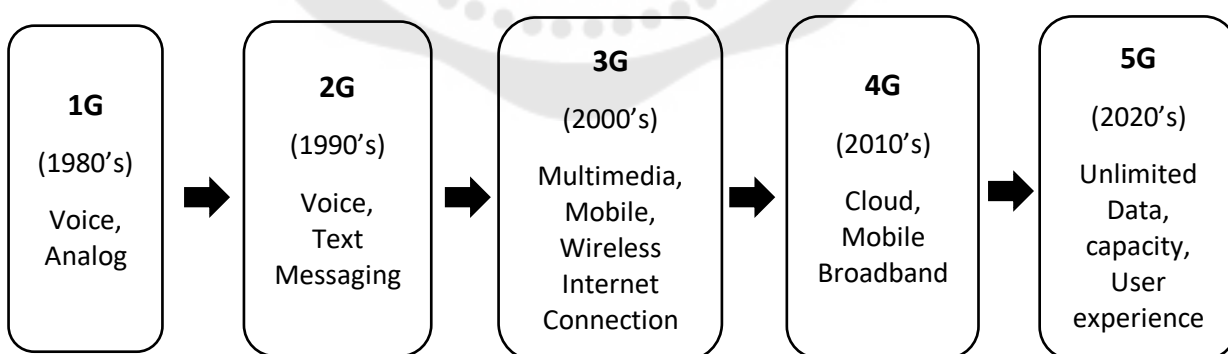 1G
(1980's)
Voice,
Analog
2G
(1990's)
Voice,
Text
Messaging
3G
(2000's)
Multimedia,
Mobile,
Wireless
Internet
Connection
4G
(2010's)
Cloud,
Mobile
Broadband
5G
(2020's)
Unlimited
Data,
capacity,
User
experience